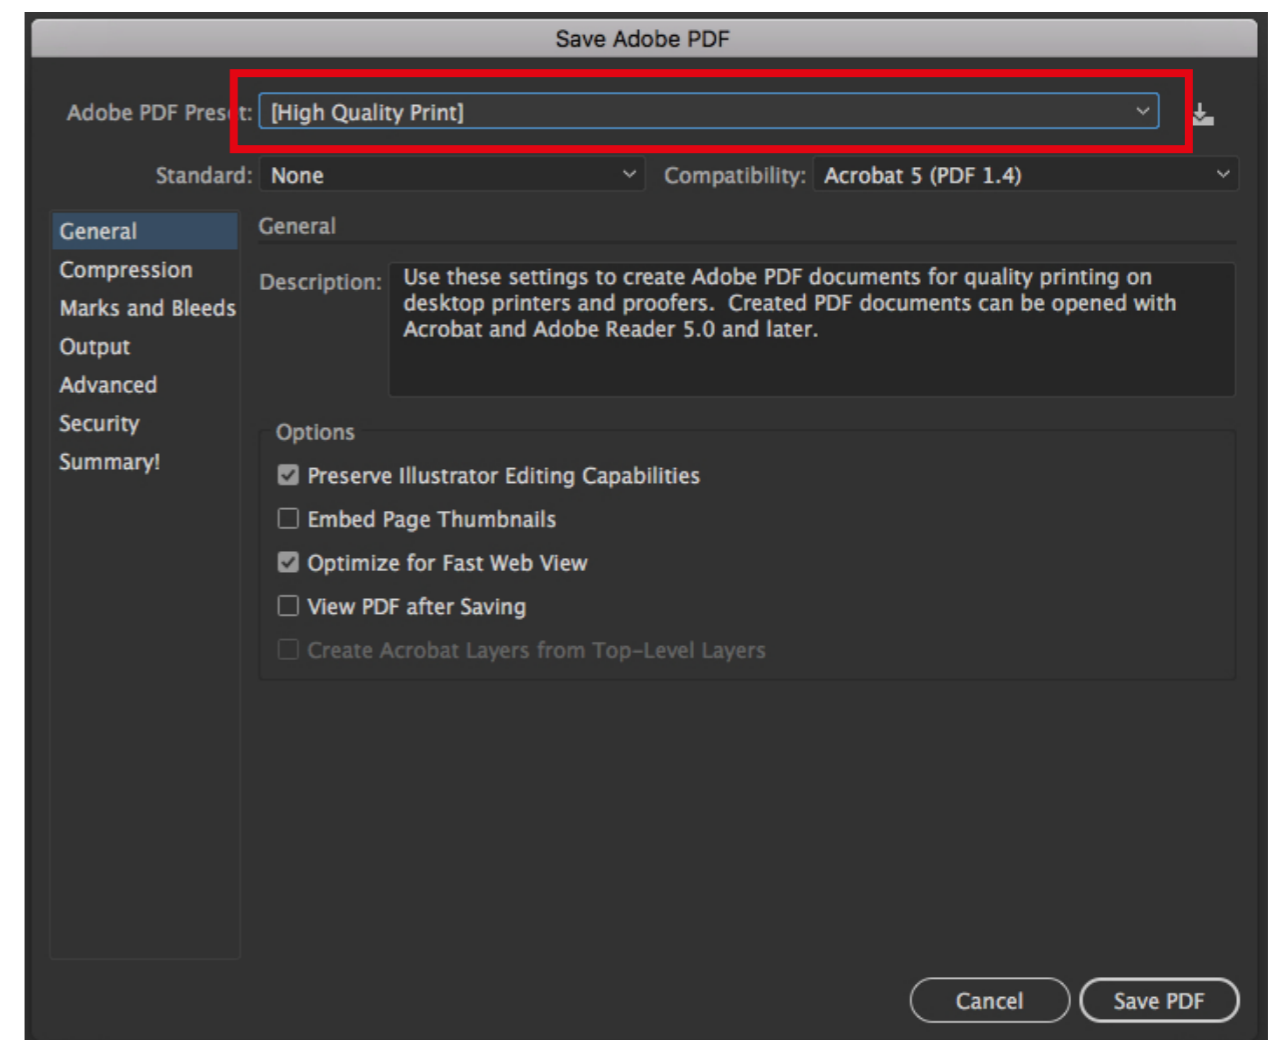 Save Adobe PDF
Adobe PDF Preset: [High Quality Print]
Standard: None Compatibility: Acrobat 5 (PDF 1.4)
General
Compression
Marks and Bleeds
Output
Advanced
Security
Summary!
General
Description: Use these settings to create Adobe PDF documents for quality printing on
desktop printers and proofers.  Created PDF documents can be opened with
Acrobat and Adobe Reader 5.0 and later.
Options
Preserve Illustrator Editing Capabilities
Embed Page Thumbnails
Optimize for Fast Web View
View PDF after Saving
Create Acrobat Layers from Top-Level Layers
Cancel Save PDF